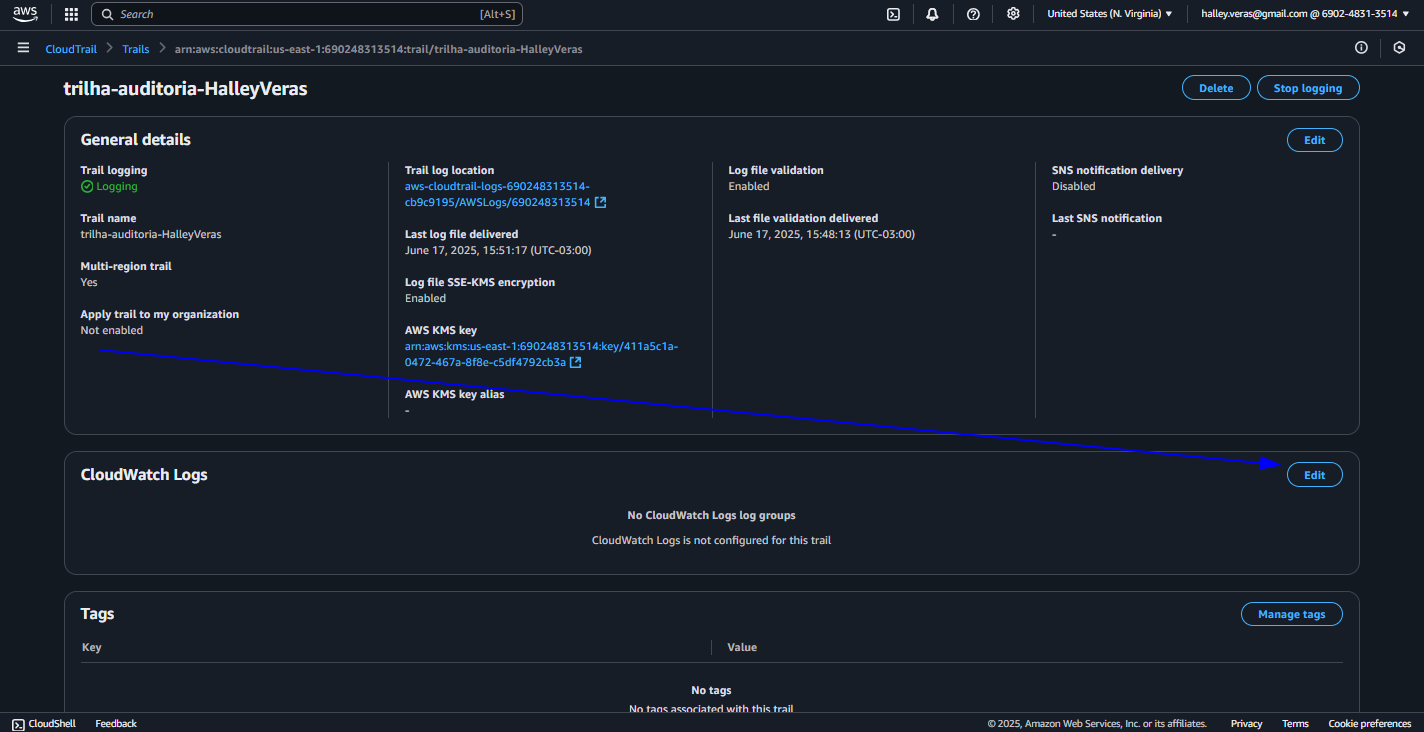 aws
Search [Alt+S]
United States (N. Virginia)
halley.veras@gmail.com @ 6902-4831-3514
CloudTrail
Trails
arn:aws:cloudtrail:us-east-1:690248313514:trail/trilha-auditoria-HalleyVeras
trilha-auditoria-HalleyVeras
Delete
Stop logging
General details
Edit
Trail logging
Logging
Trail name
trilha-auditoria-HalleyVeras
Multi-region trail
Yes
Apply trail to my organization
Not enabled
Trail log location
aws-cloudtrail-logs-690248313514-
cb9c9195/AWSLogs/690248313514
Last log file delivered
June 17, 2025, 15:51:17 (UTC-03:00)
Log file SSE-KMS encryption
Enabled
AWS KMS key
arn:aws:kms:us-east-1:690248313514:key/411a5c1a-
0472-467a-8f8e-c5df4792cb3a
AWS KMS key alias
-
Log file validation
Enabled
Last file validation delivered
June 17, 2025, 15:48:13 (UTC-03:00)
SNS notification delivery
Disabled
Last SNS notification
-
CloudWatch Logs
Edit
No CloudWatch Logs log groups
CloudWatch Logs is not configured for this trail
Tags
Manage tags
Key
Value
No tags
No tags associated with this trail
CloudShell
Feedback
© 2025, Amazon Web Services, Inc. or its affiliates.
Privacy
Terms
Cookie preferences